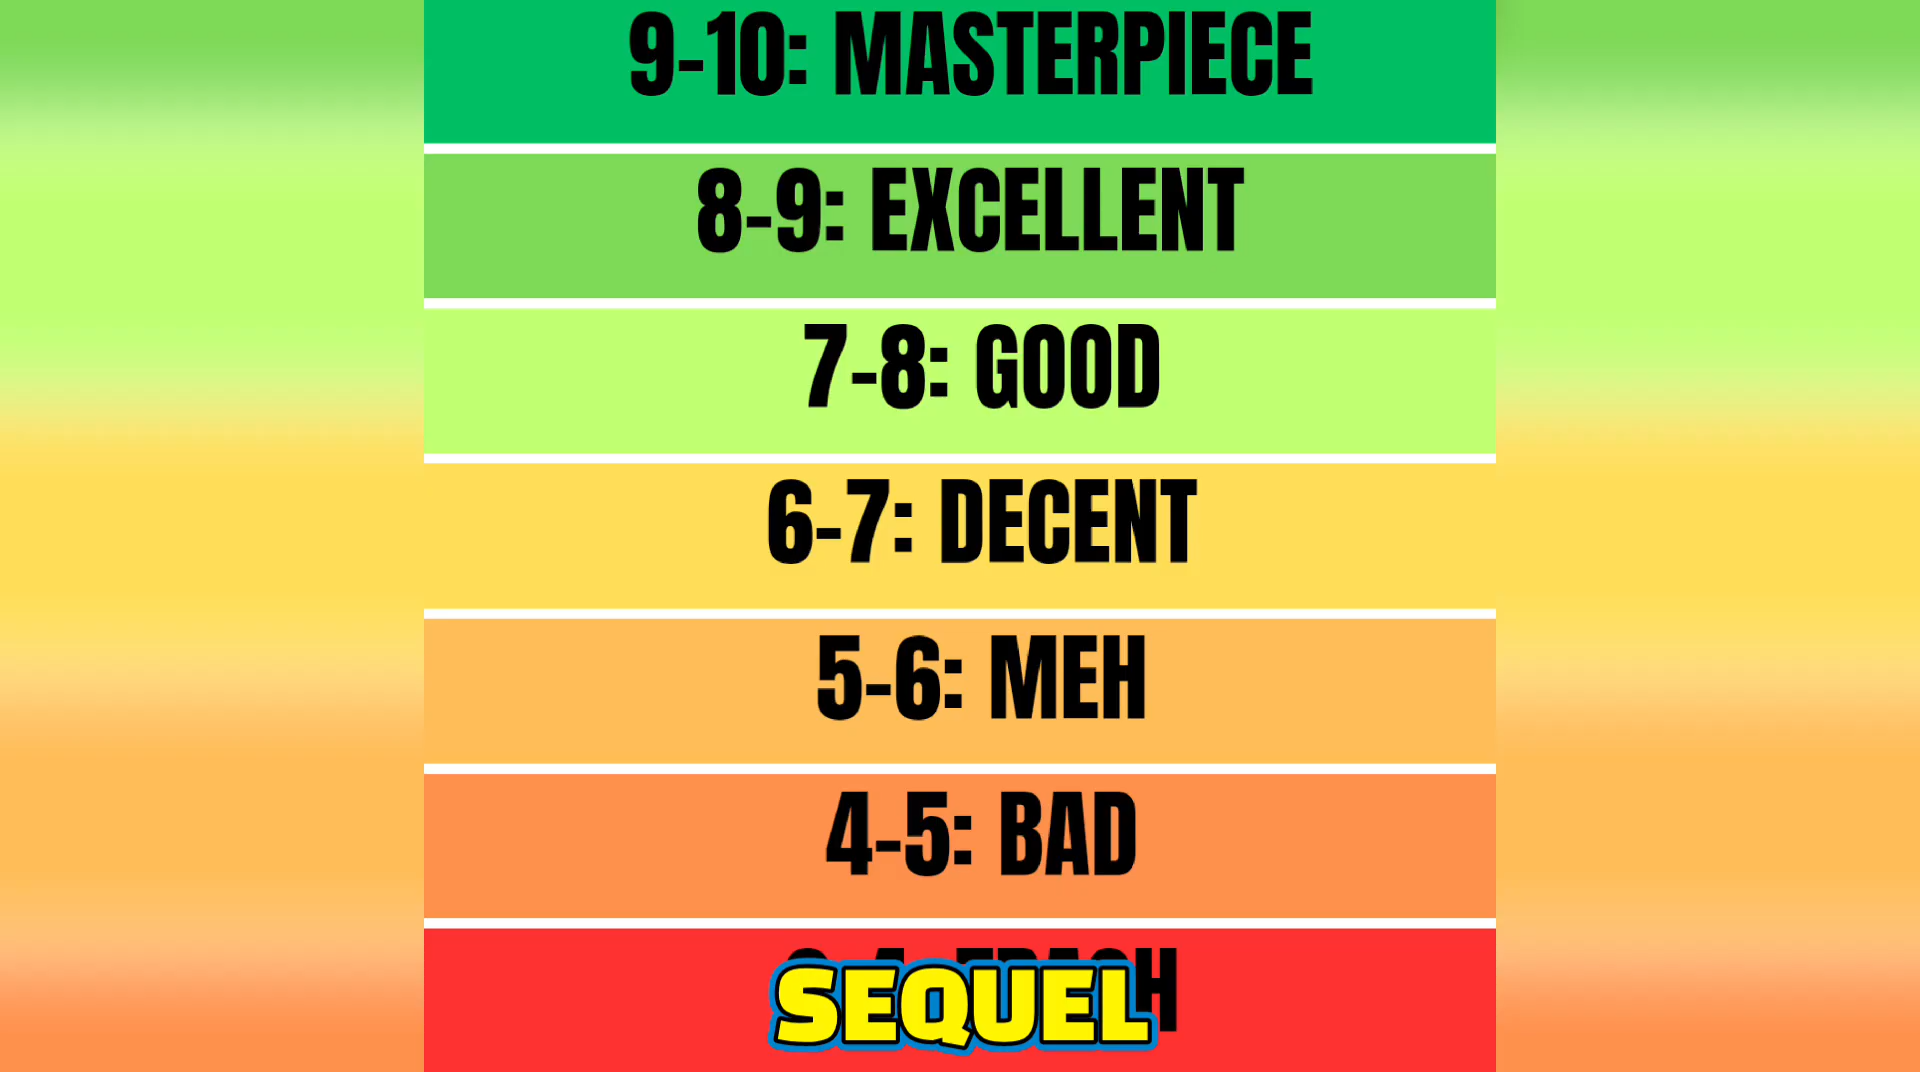 9-10: MASTERPIECE
8-9: EXCELLENT
7-8: GOOD
6-7: DECENT
5-6: MEH
4-5: BAD
SEQUEL